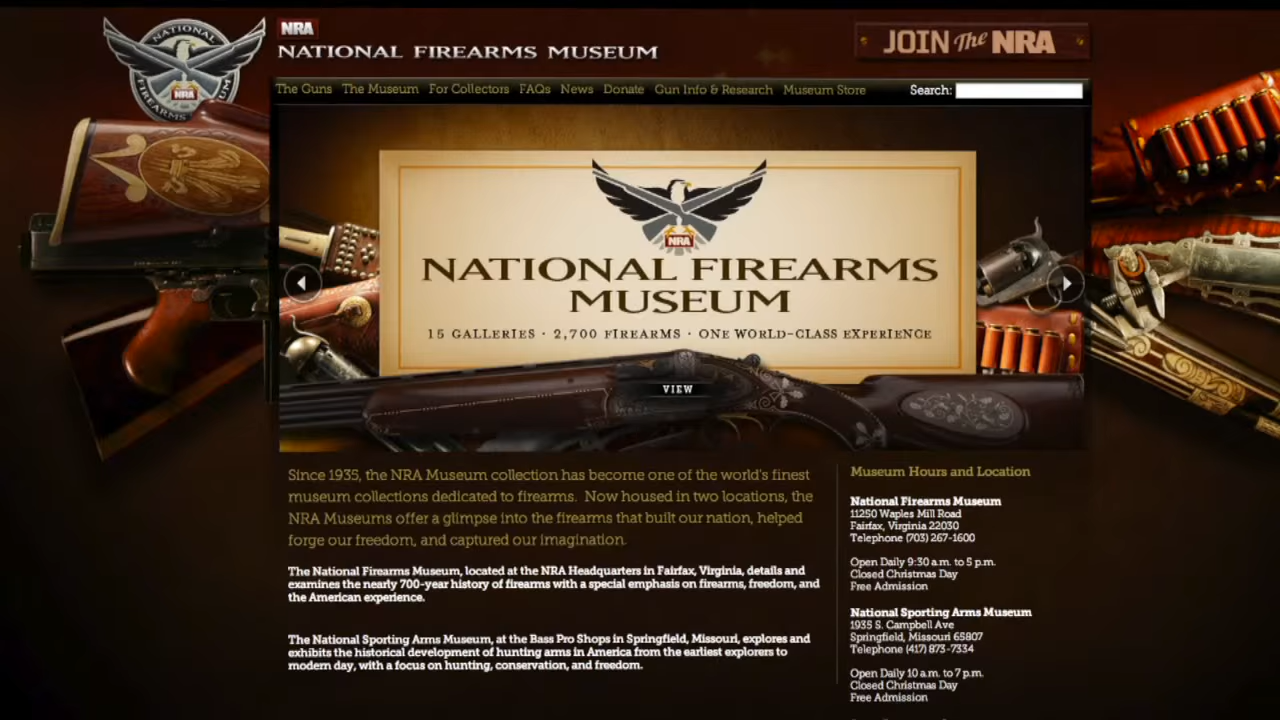 NATIONAL
FIREARMS
MUSEUM
NRA
NRA
NATIONAL FIREARMS MUSEUM
JOIN The NRA
The Guns The Museum For Collectors FAQs News Donate Gun Info & Research Museum Store Search:
NRA
NATIONAL FIREARMS
MUSEUM
15 GALLERIES · 2,700 FIREARMS · ONE WORLD-CLASS EXPERIENCE
VIEW
Since 1935, the NRA Museum collection has become one of the world's finest
museum collections dedicated to firearms. Now housed in two locations, the
NRA Museums offer a glimpse into the firearms that built our nation, helped
forge our freedom, and captured our imagination.
The National Firearms Museum, located at the NRA Headquarters in Fairfax, Virginia, details and
examines the nearly 700-year history of firearms with a special emphasis on firearms, freedom, and
the American experience.
The National Sporting Arms Museum, at the Bass Pro Shops in Springfield, Missouri, explores and
exhibits the historical development of hunting arms in America from the earliest explorers to
modern day, with a focus on hunting, conservation, and freedom.
Museum Hours and Location
National Firearms Museum
11250 Waples Mill Road
Fairfax, Virginia 22030
Telephone (703) 267-1600
Open Daily 9:30 a.m. to 5 p.m.
Closed Christmas Day
Free Admission
National Sporting Arms Museum
1935 S. Campbell Ave
Springfield, Missouri 65807
Telephone (417) 873-7334
Open Daily 10 a.m. to 7 p.m.
Closed Christmas Day
Free Admission